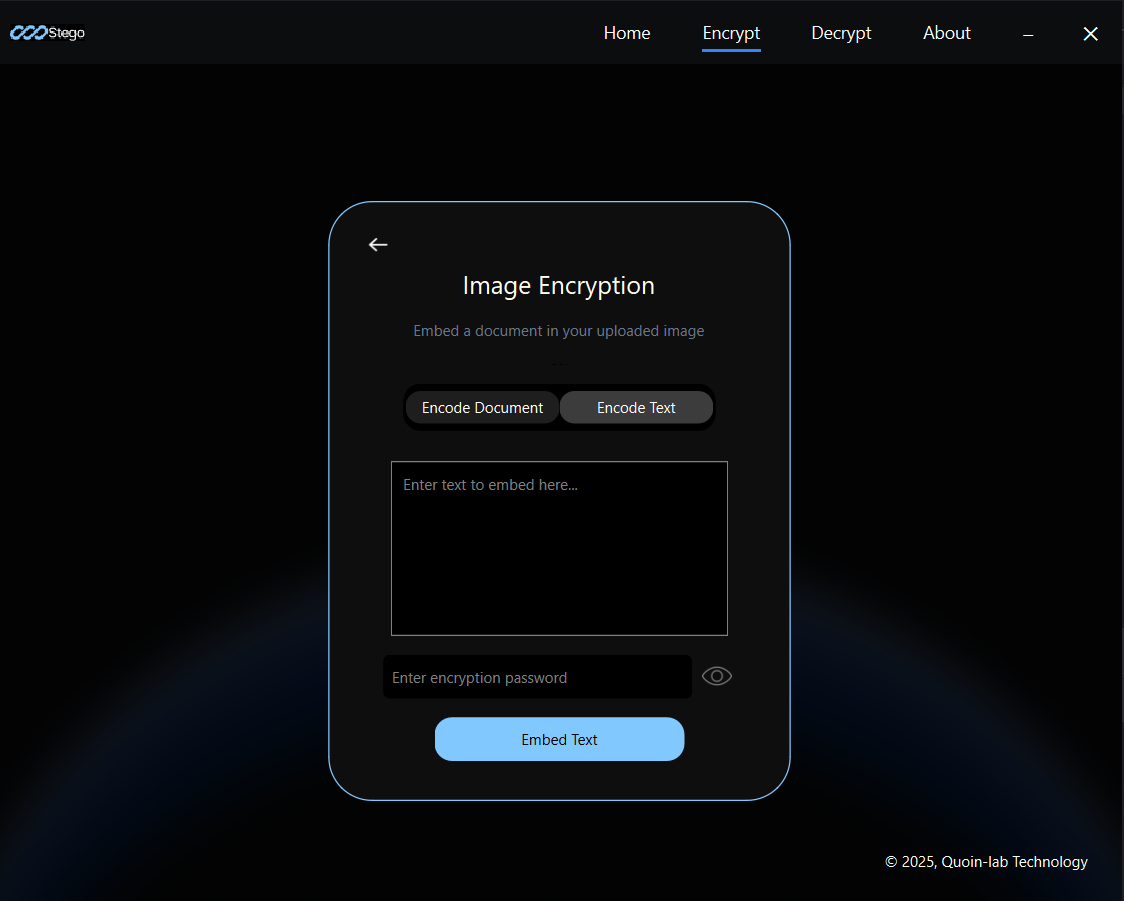 Stego
Home Encrypt Decrypt About
Image Encryption
Embed a document in your uploaded image
Encode Document Encode Text
Enter text to embed here...
Enter encryption password
Embed Text
© 2025, Quoin-lab Technology